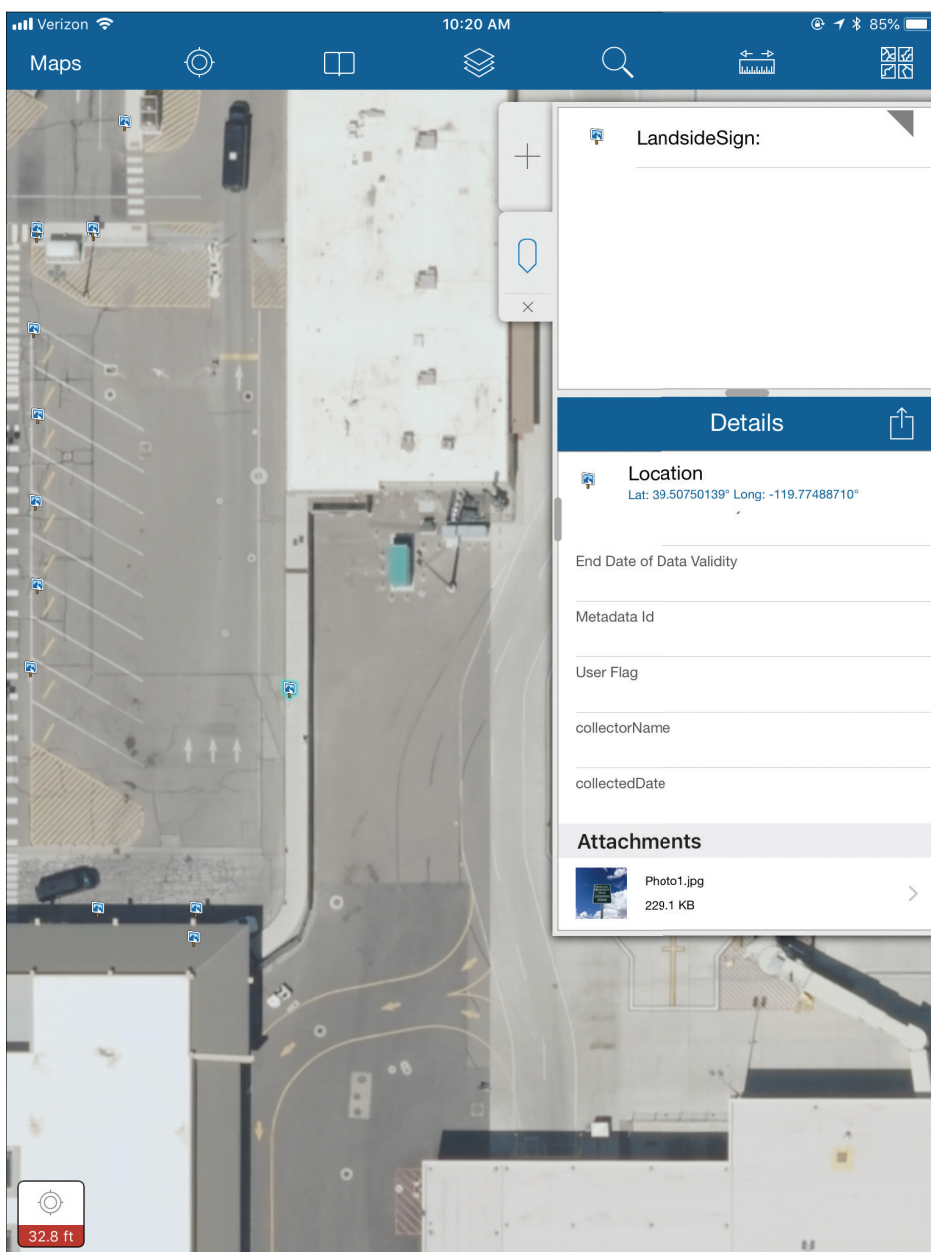 Verizon 10:20 AM 85%
Maps
LandsideSign:
Details
Location
Lat: 39.50750139° Long: -119.77488710°
End Date of Data Validity
Metadata Id
User Flag
collectorName
collectedDate
Attachments
Photo1.jpg
229.1 KB
32.8 ft